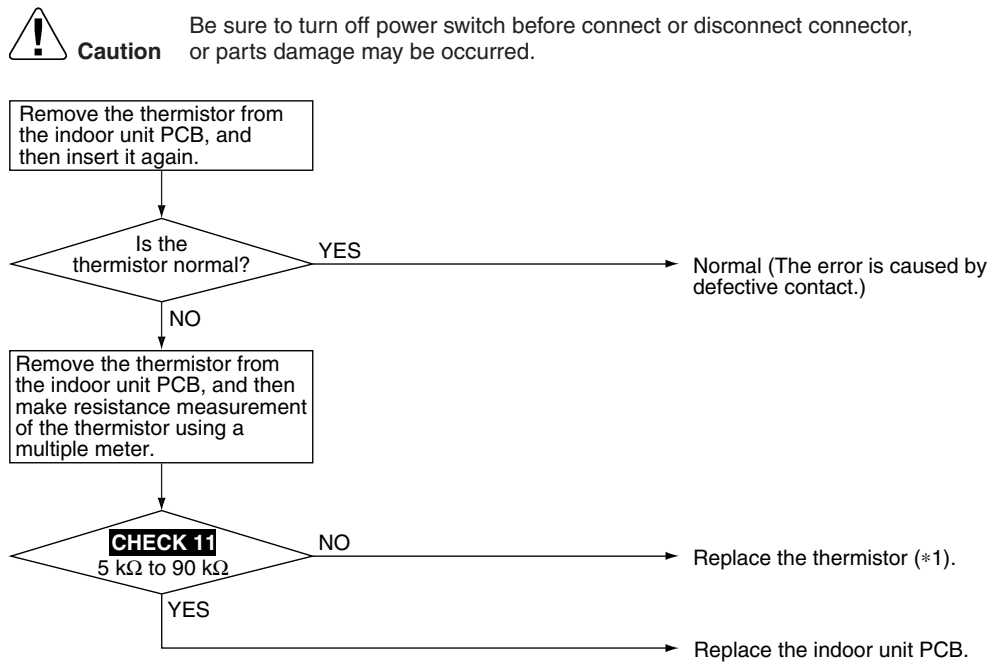 Be sure to turn off power switch before connect or disconnect connector,
Caution or parts damage may be occurred.
Remove the thermistor from
the indoor unit PCB, and
then insert it again.
Is the
thermistor normal?
YES
Normal (The error is caused by
defective contact.)
NO
Remove the thermistor from
the indoor unit PCB, and then
make resistance measurement
of the thermistor using a
multiple meter.
CHECK 11
5 kΩ to 90 kΩ
NO
Replace the thermistor (*1).
YES
Replace the indoor unit PCB.